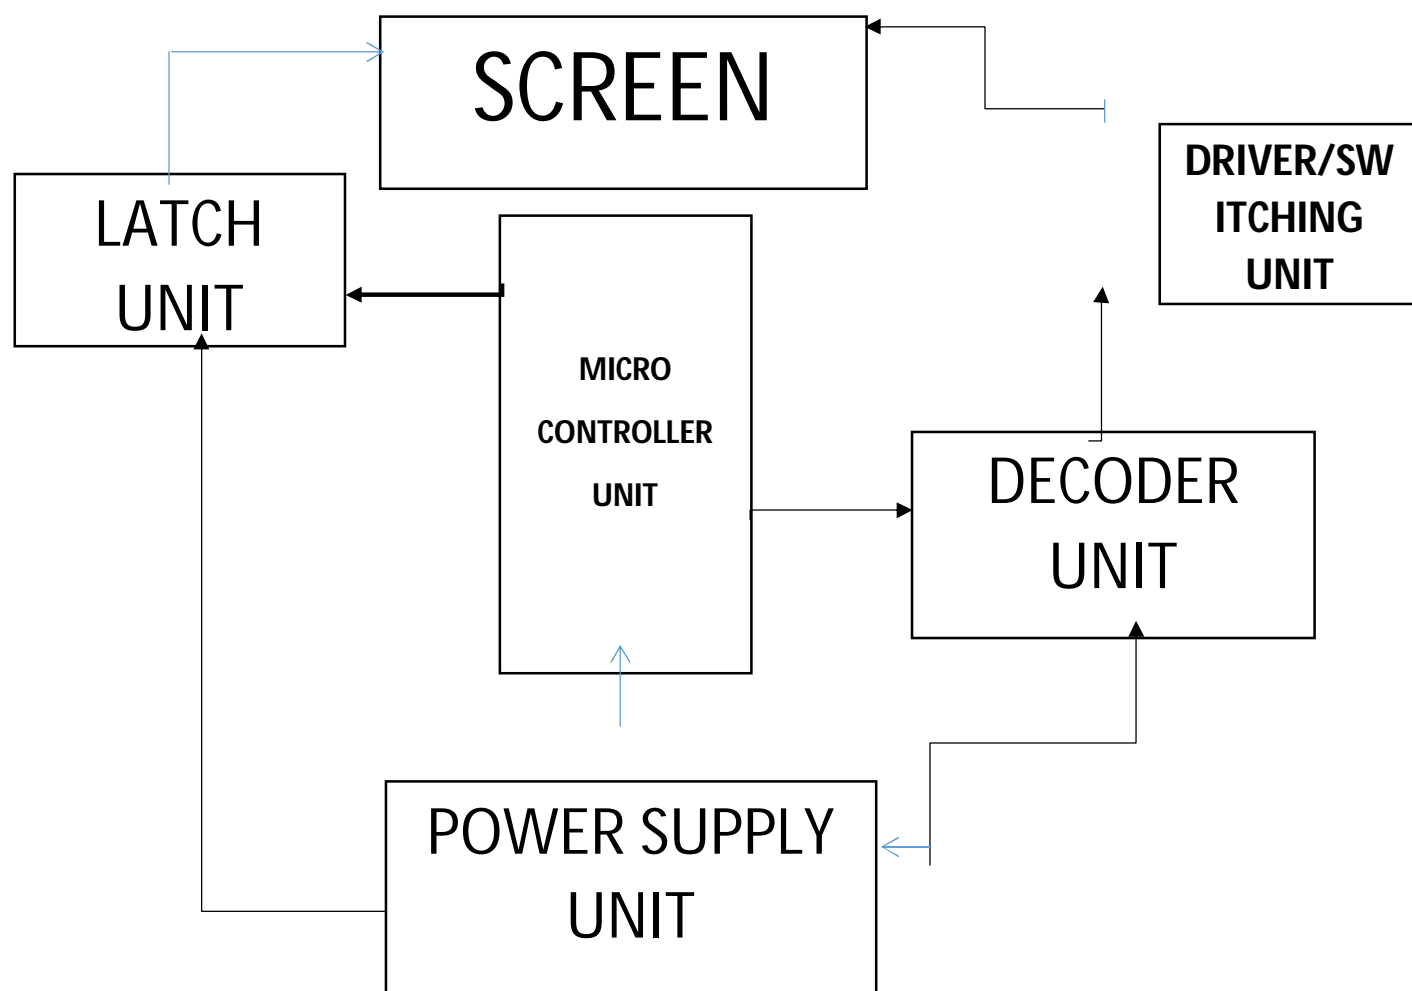 SCREEN
DRIVER/SW
ITCHING
UNIT
LATCH
UNIT
MICRO
CONTROLLER
UNIT
DECODER
UNIT
POWER SUPPLY
UNIT